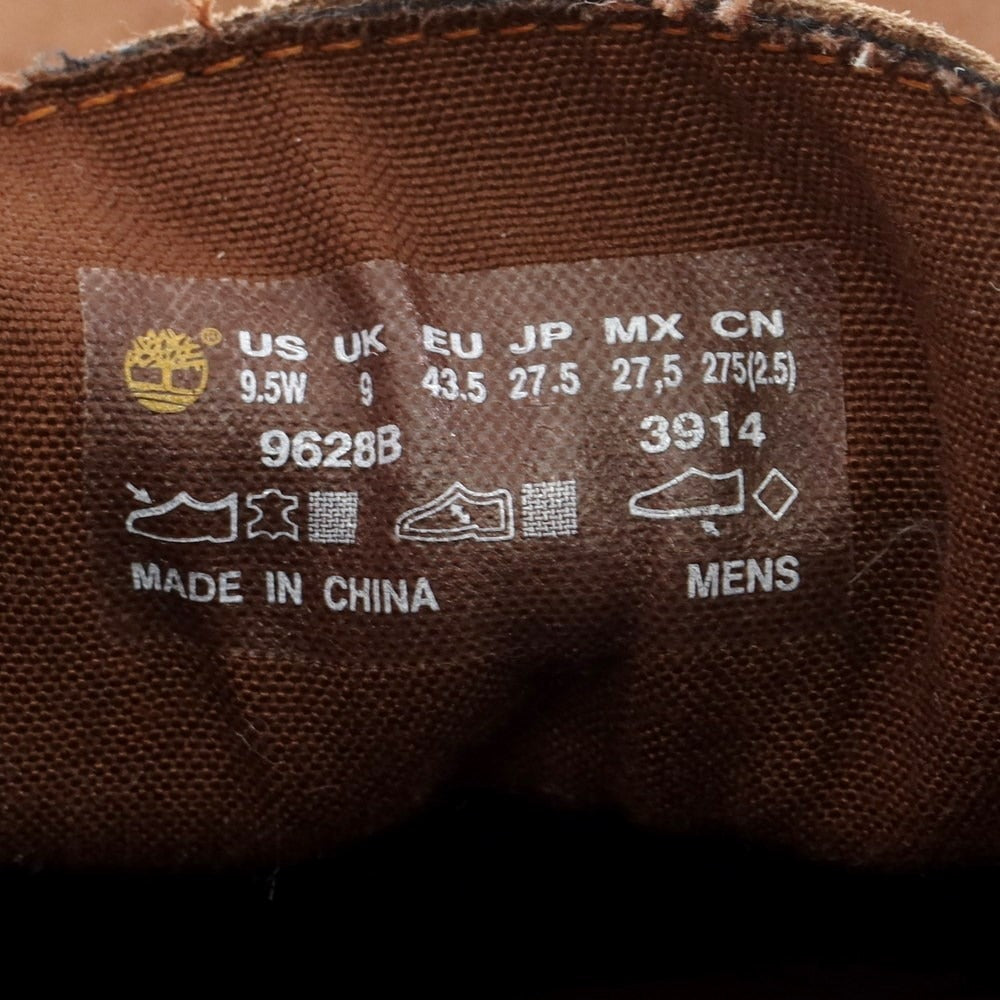 ® US UK EU JP MX CN
9.5W 9 43.5 27.5 27,5 275(2.5)
9628B 3914
MADE IN CHINA MENS